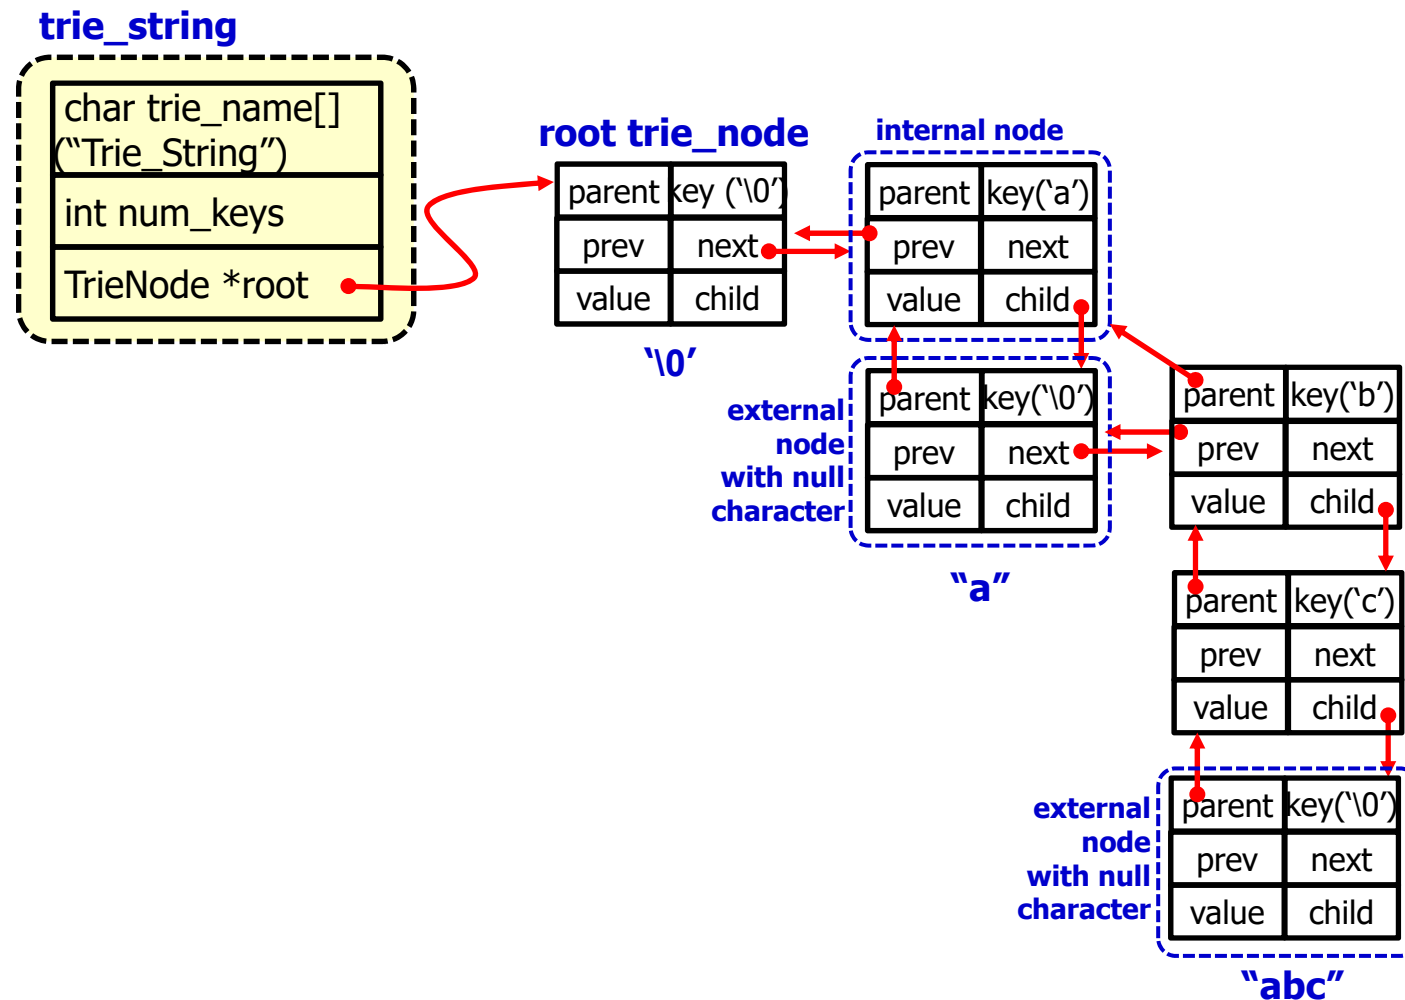 trie_string
char trie_name[]
(“Trie_String”)
int num_keys
TrieNode *root
root trie_node
parent key (‘\0’)
prev next
value child
‘\0’
internal node
parent key(‘a’)
prev next
value child
external
node
with null
character
parent key(‘\0’)
prev next
value child
“a”
parent key(‘b’)
prev next
value child
parent key(‘c’)
prev next
value child
external
node
with null
character
parent key(‘\0’)
prev next
value child
“abc”